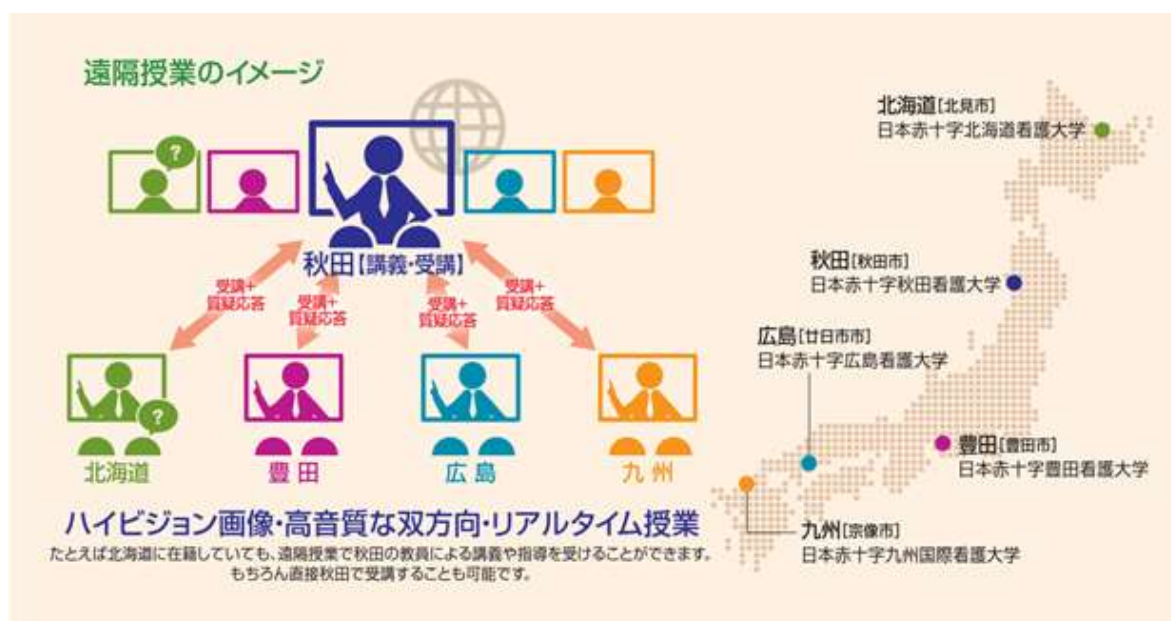 遠隔授業のイメージ
?
秋田【講義・受講】
受講+
質疑応答
受講+
質疑応答
受講+
質疑応答
受講+
質疑応答
?
北海道
豊田
広島
九州
ハイビジョン画像・高音質な双方向・リアルタイム授業
たとえば北海道に在籍していても、遠隔授業で秋田の教員による講義や指導を受けることができます。
もちろん直接秋田で受講することも可能です。
北海道[北見市]
日本赤十字北海道看護大学
秋田[秋田市]
日本赤十字秋田看護大学
広島[廿日市市]
日本赤十字広島看護大学
豊田[豊田市]
日本赤十字豊田看護大学
九州[宗像市]
日本赤十字九州国際看護大学